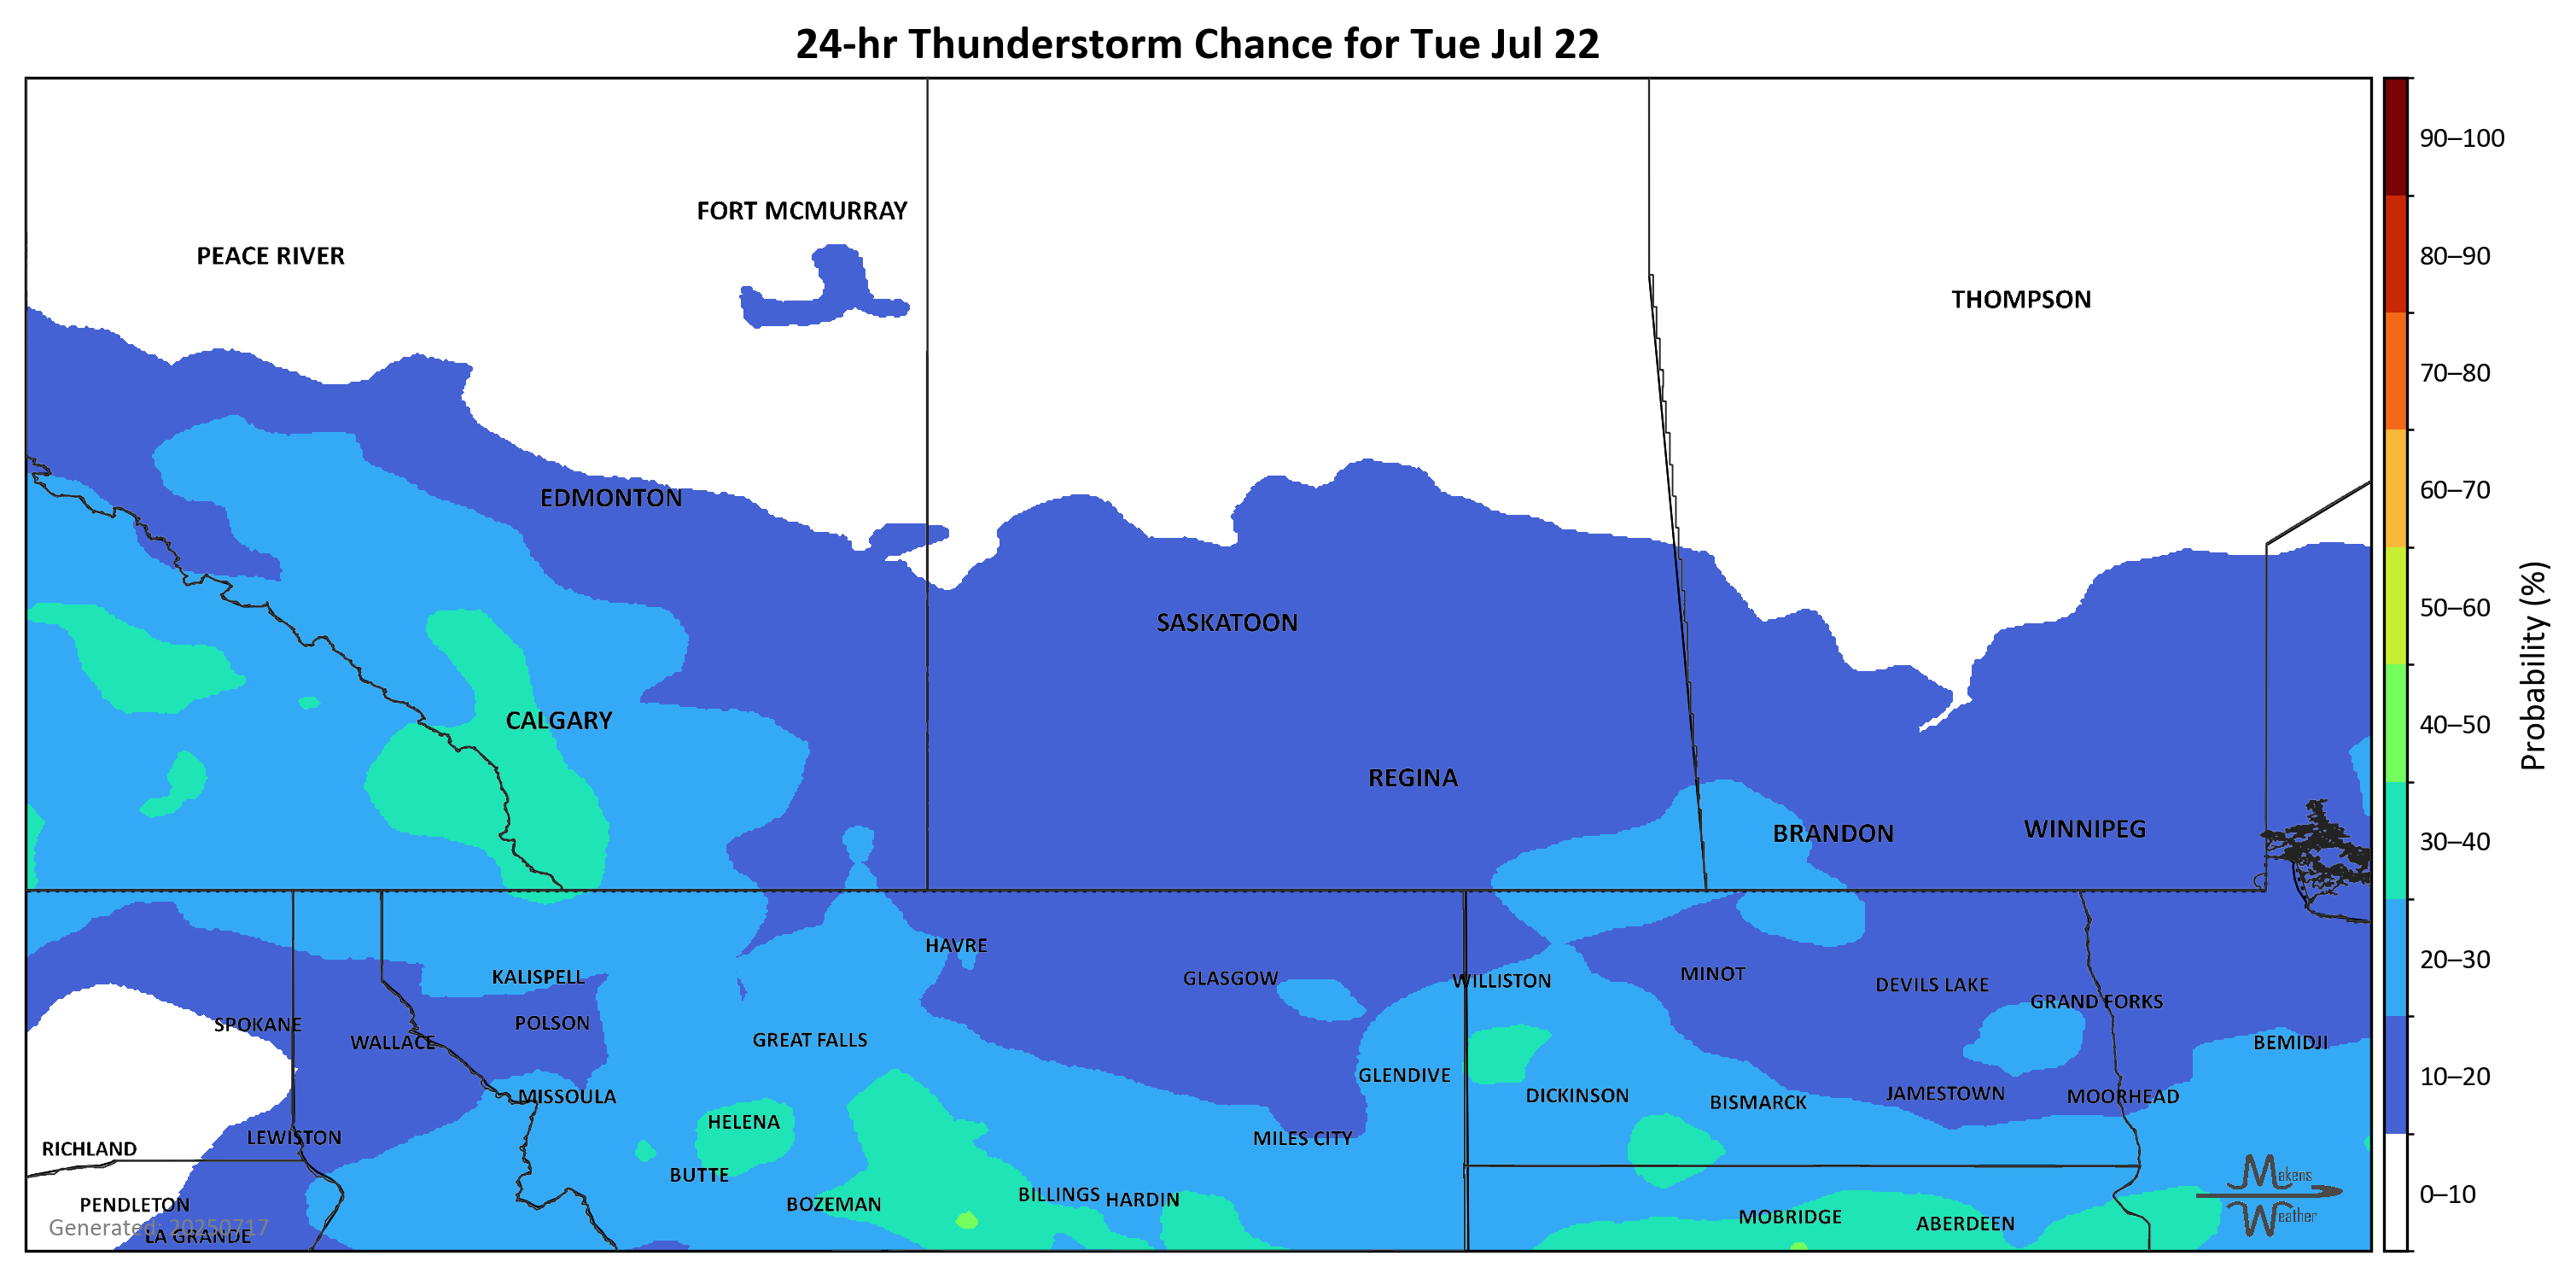 24-hr Thunderstorm Chance for Tue Jul 22
90–100
FORT MCMURRAY
PEACE RIVER
80–90
THOMPSON
70–80
EDMONTON
60–70
SASKATOON
50–60
Probability (%)
CALGARY
40–50
REGINA
BRANDON
WINNIPEG
30–40
HAVRE
20–30
KALISPELL
GLASGOW
WILLISTON
MINOT
DEVILS LAKE
GRAND FORKS
SPOKANE
POLSON
WALLACE
GREAT FALLS
BEMIDJI
GLENDIVE
10–20
MISSOULA
DICKINSON
BISMARCK
JAMESTOWN
MOORHEAD
HELENA
LEWISTON
MILES CITY
RICHLAND
BUTTE
Makens
Weather
BILLINGS
HARDIN
0–10
PENDLETON
BOZEMAN
MOBRIDGE
ABERDEEN
Generated: 20250717
LA GRANDE